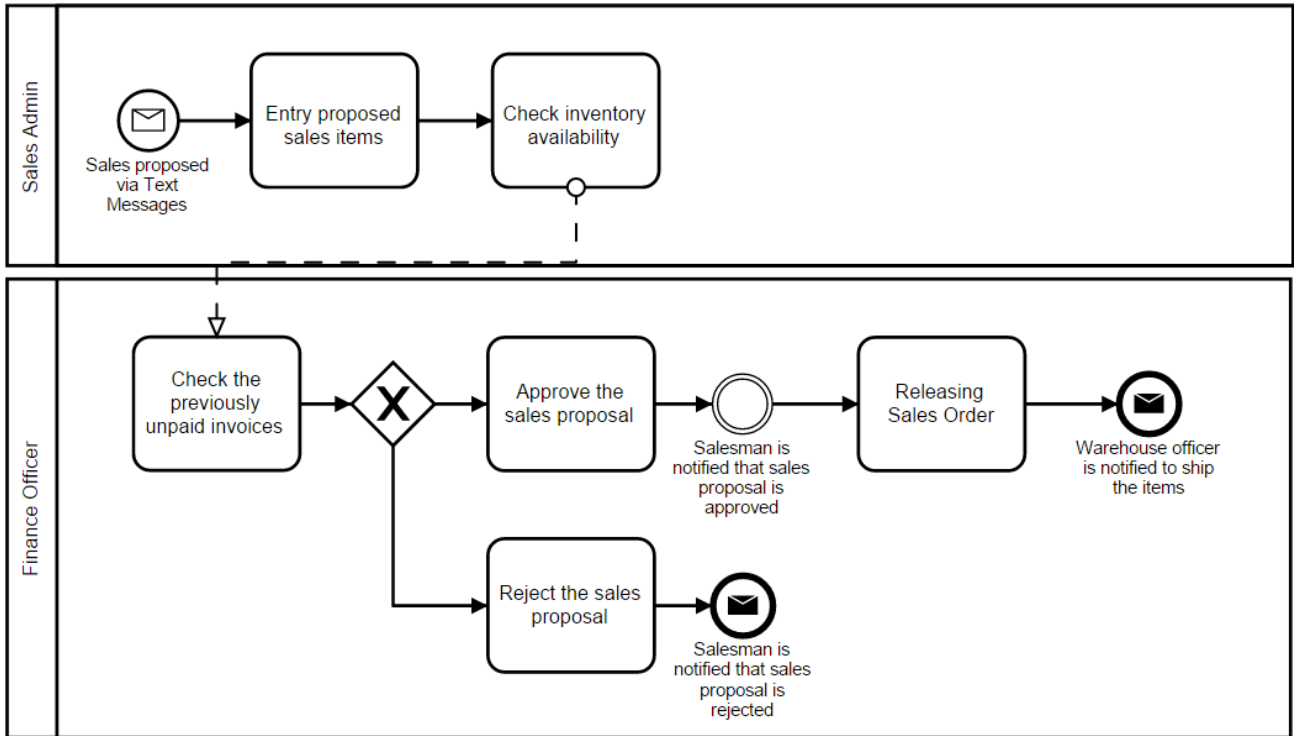 Sales Admin
Sales proposed
via Text
Messages
Entry proposed
sales items
Check inventory
availability
Finance Officer
Check the
previously
unpaid invoices
X
Approve the
sales proposal
Salesman is
notified that sales
proposal is
approved
Releasing
Sales Order
Warehouse officer
is notified to ship
the items
Reject the sales
proposal
Salesman is
notified that sales
proposal is
rejected